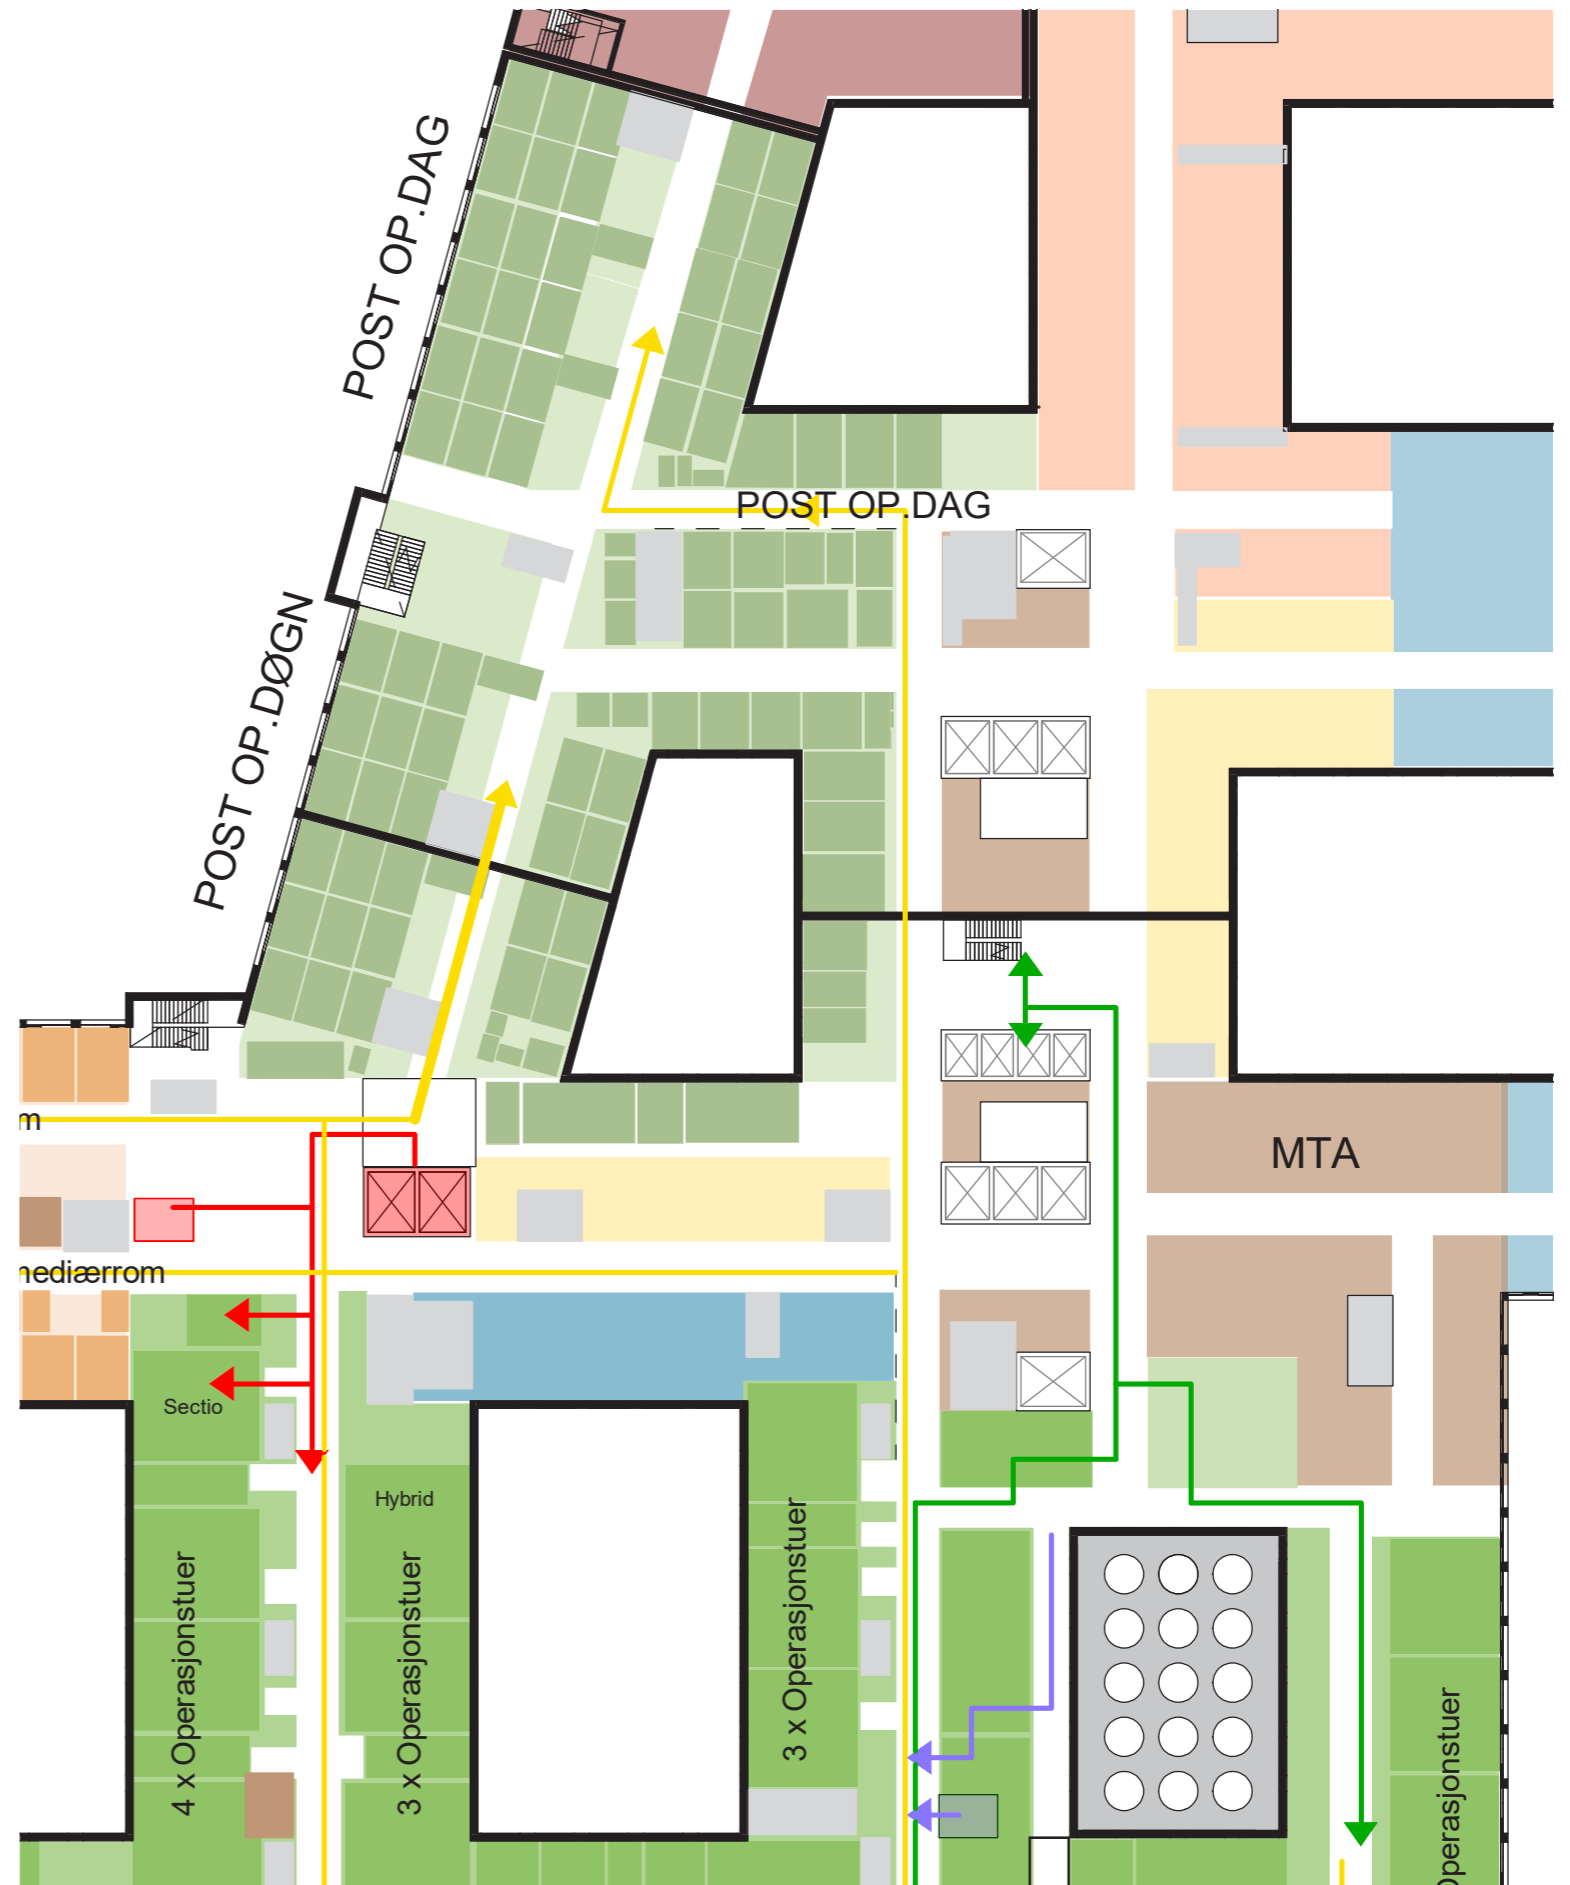 POST OP.DAG
POST OP.DAG
POST OP.DØGN
m
MTA
nediærrom
Sectio
Hybrid
4 x Operasjonstuer
3 x Operasjonstuer
3 x Operasjonstuer
Operasjonstuer